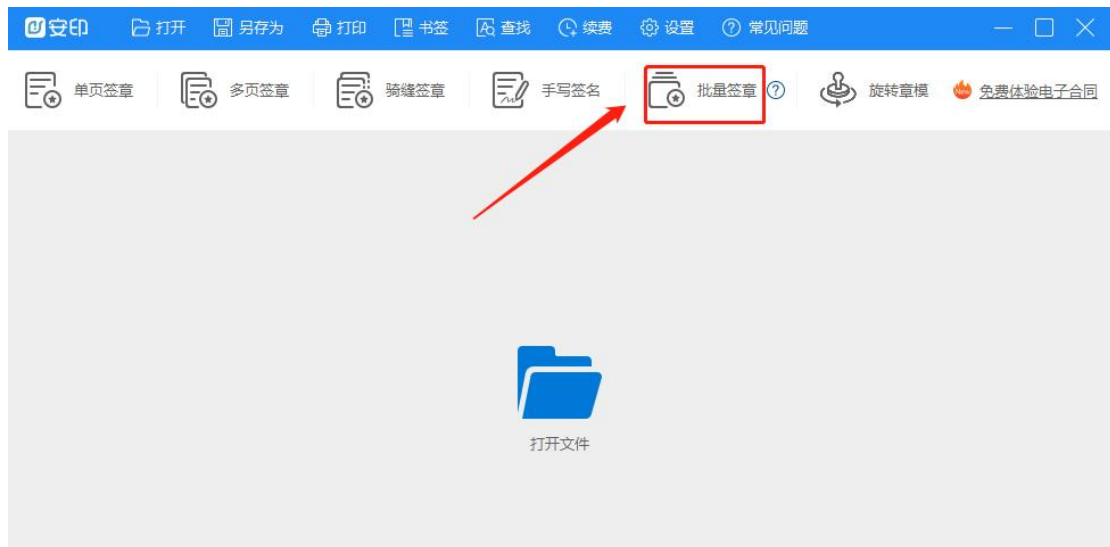 安印 打开 另存为 打印 书签 查找 续费 设置 常见问题
单页签章 多页签章 骑缝签章 手写签名 批量签章 旋转章模 New 免费体验电子合同
打开文件